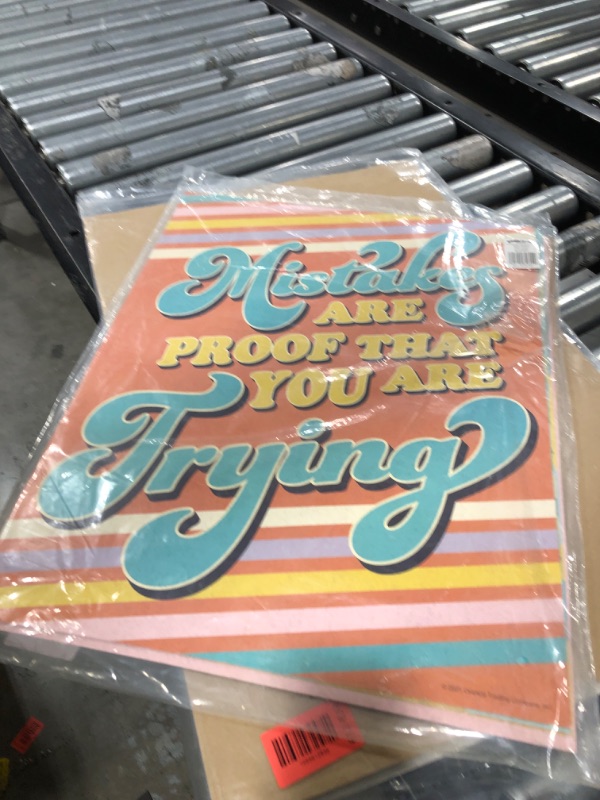 Mistakes
ARE
PROOF THAT
YOU ARE
Trying